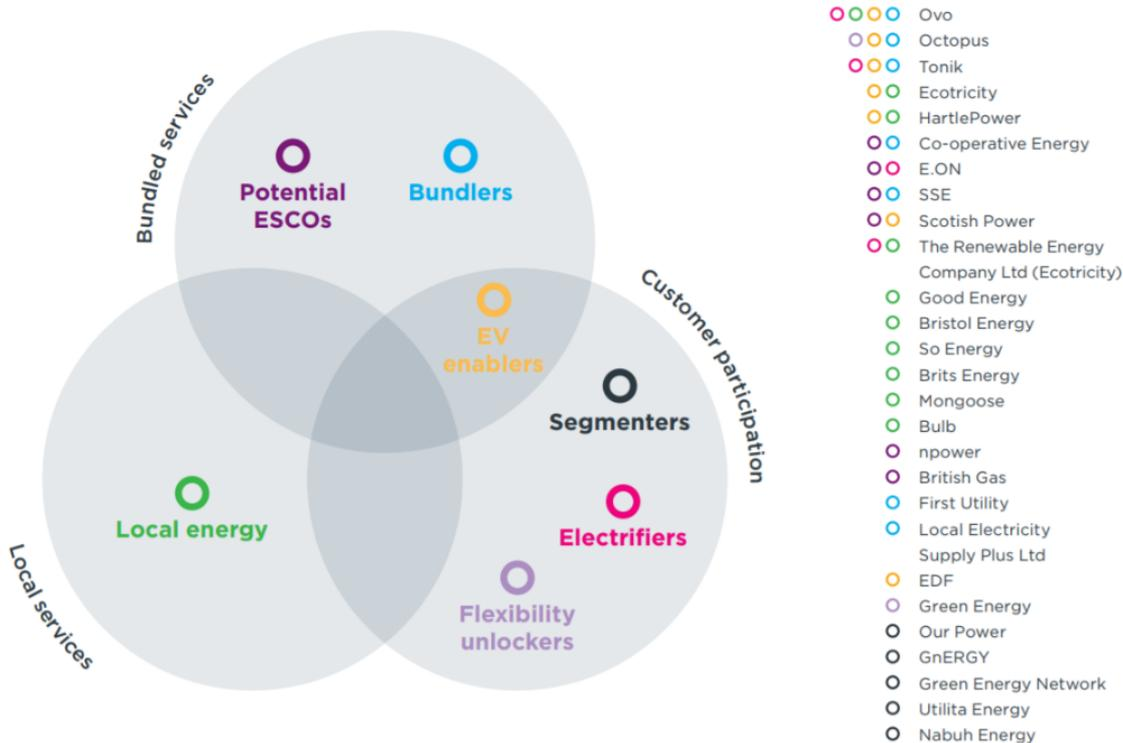 Bundled services
Potential
ESCOs
Bundlers
EV
enablers
Customer participation
Segmenters
Electrifiers
Flexibility
unlockers
Local energy
Local services
Ovo
Octopus
Tonik
Ecotricity
HartlePower
Co-operative Energy
E.ON
SSE
Scotish Power
The Renewable Energy
Company Ltd (Ecotricity)
Good Energy
Bristol Energy
So Energy
Brits Energy
Mongoose
Bulb
npower
British Gas
First Utility
Local Electricity
Supply Plus Ltd
EDF
Green Energy
Our Power
GnERGY
Green Energy Network
Utilita Energy
Nabuh Energy